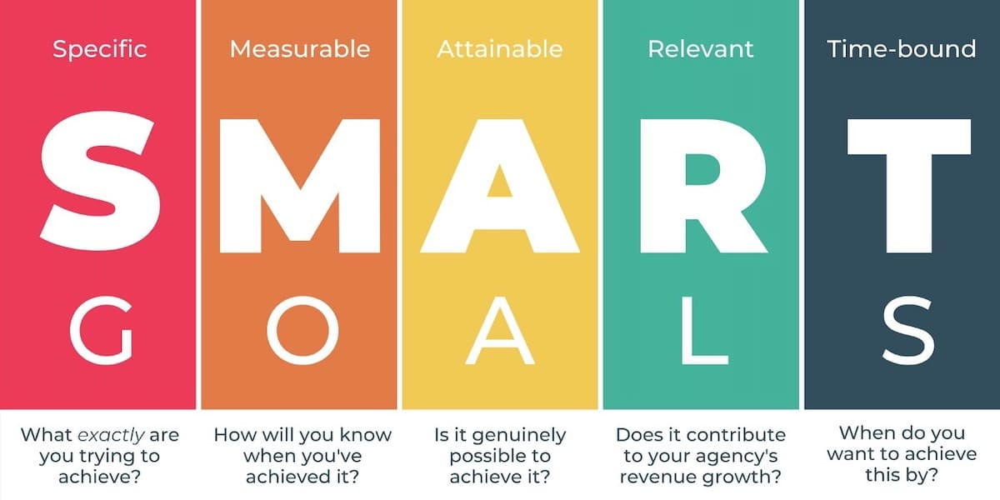 Specific Measurable Attainable Relevant Time-bound
S M A R T
G O A L S
What exactly are
you trying to
achieve?
How will you know
when you've
achieved it?
Is it genuinely
possible to
achieve it?
Does it contribute
to your agency's
revenue growth?
When do you
want to achieve
this by?